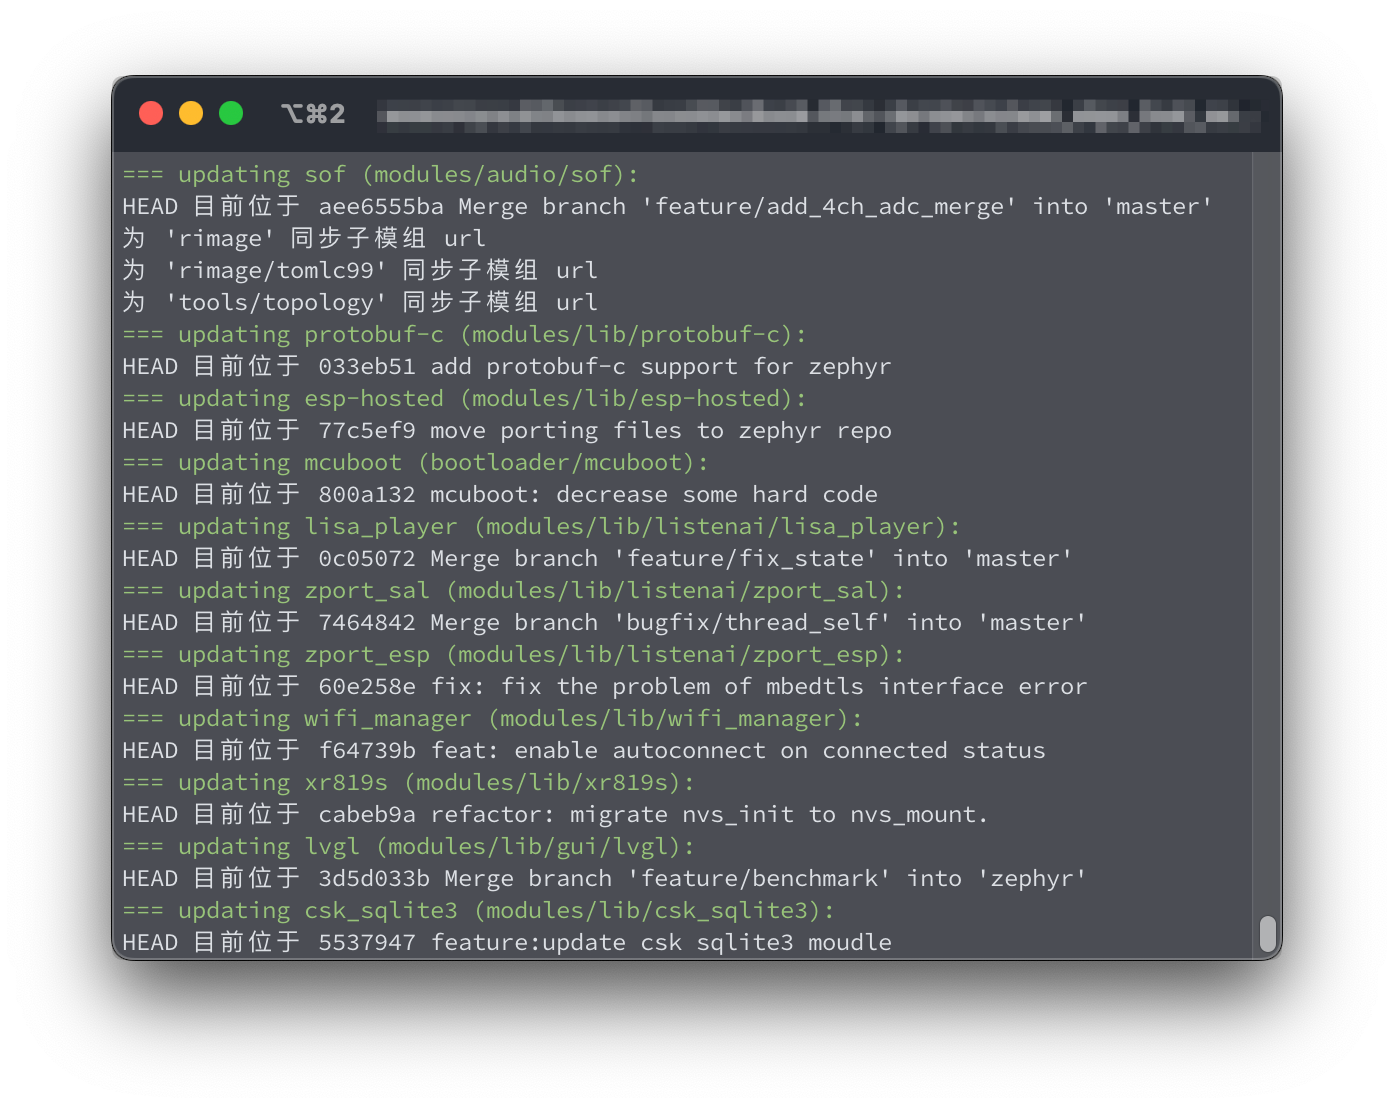 ⌥⌘2
=== updating sof (modules/audio/sof):
HEAD 目前位于 aee6555ba Merge branch 'feature/add_4ch_adc_merge' into 'master'
为 'rimage' 同步子模组 url
为 'rimage/tomlc99' 同步子模组 url
为 'tools/topology' 同步子模组 url
=== updating protobuf-c (modules/lib/protobuf-c):
HEAD 目前位于 033eb51 add protobuf-c support for zephyr
=== updating esp-hosted (modules/lib/esp-hosted):
HEAD 目前位于 77c5ef9 move porting files to zephyr repo
=== updating mcuboot (bootloader/mcuboot):
HEAD 目前位于 800a132 mcuboot: decrease some hard code
=== updating lisa_player (modules/lib/listenai/lisa_player):
HEAD 目前位于 0c05072 Merge branch 'feature/fix_state' into 'master'
=== updating zport_sal (modules/lib/listenai/zport_sal):
HEAD 目前位于 7464842 Merge branch 'bugfix/thread_self' into 'master'
=== updating zport_esp (modules/lib/listenai/zport_esp):
HEAD 目前位于 60e258e fix: fix the problem of mbedtls interface error
=== updating wifi_manager (modules/lib/wifi_manager):
HEAD 目前位于 f64739b feat: enable autoconnect on connected status
=== updating xr819s (modules/lib/xr819s):
HEAD 目前位于 cabeb9a refactor: migrate nvs_init to nvs_mount.
=== updating lvgl (modules/lib/gui/lvgl):
HEAD 目前位于 3d5d033b Merge branch 'feature/benchmark' into 'zephyr'
=== updating csk_sqlite3 (modules/lib/csk_sqlite3):
HEAD 目前位于 5537947 feature:update csk sqlite3 moudle